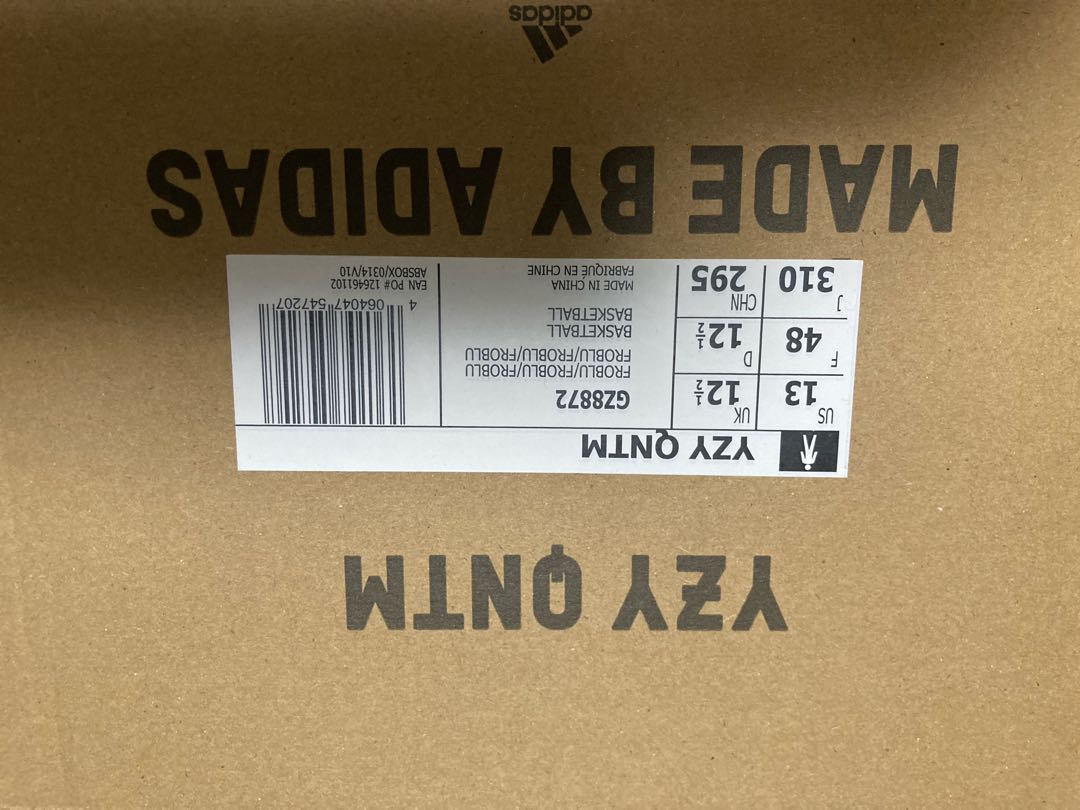 YZY QNTM
YZY QNTM
US 13
UK 12½
F 48
D 12½
J 310
CHN 295
GZ8872
FROBLU/FROBLU/FROBLU
FROBLU/FROBLU/FROBLU
BASKETBALL
BASKETBALL
MADE IN CHINA
FABRIQUÉ EN CHINE
4 064047 547207
EAN PO# 126461102
ABSBOX/0314/V10
MADE BY ADIDAS
adidas